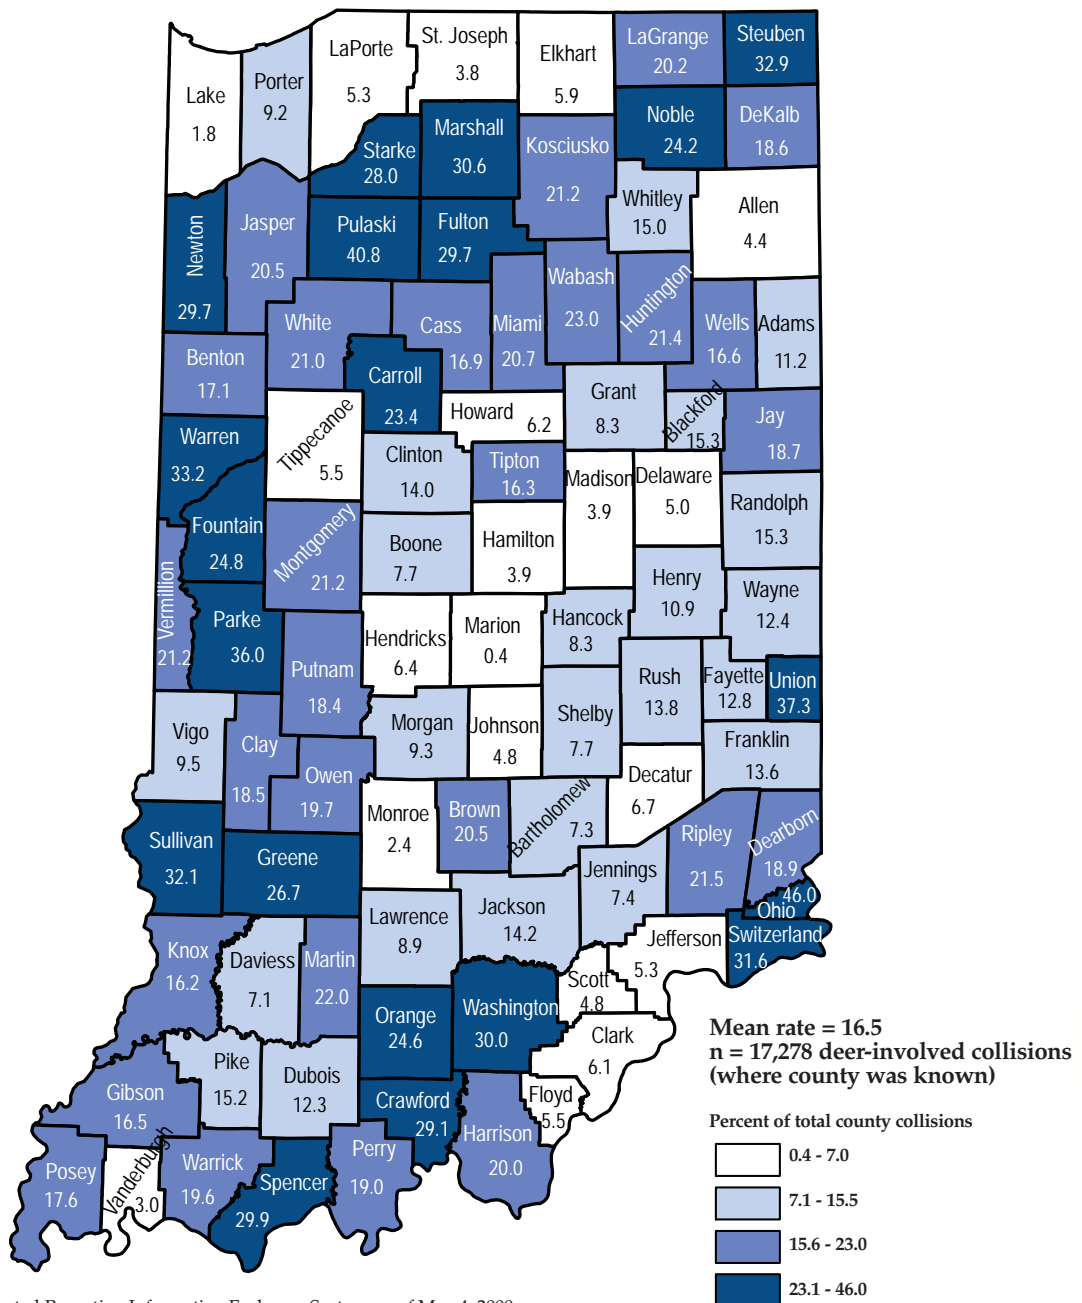 LaPorte
5.3
St. Joseph
3.8
Elkhart
5.9
LaGrange
20.2
Steuben
32.9
Lake
1.8
Porter
9.2
Starke
28.0
Marshall
30.6
Kosciusko
21.2
Noble
24.2
DeKalb
18.6
Whitley
15.0
Allen
4.4
Newton
29.7
Jasper
20.5
Pulaski
40.8
Fulton
29.7
White
21.0
Cass
16.9
Miami
20.7
Wabash
23.0
Huntington
21.4
Wells
16.6
Adams
11.2
Benton
17.1
Carroll
23.4
Howard
6.2
Grant
8.3
Blackford
15.3
Jay
18.7
Warren
33.2
Tippecanoe
5.5
Clinton
14.0
Tipton
16.3
Madison
3.9
Delaware
5.0
Randolph
15.3
Fountain
24.8
Montgomery
21.2
Boone
7.7
Hamilton
3.9
Henry
10.9
Wayne
12.4
Vermillion
21.2
Parke
36.0
Putnam
18.4
Hendricks
6.4
Marion
0.4
Hancock
8.3
Rush
13.8
Fayette
12.8
Union
37.3
Vigo
9.5
Clay
18.5
Owen
19.7
Morgan
9.3
Johnson
4.8
Shelby
7.7
Franklin
13.6
Decatur
6.7
Sullivan
32.1
Greene
26.7
Monroe
2.4
Brown
20.5
Bartholomew
7.3
Jennings
7.4
Ripley
21.5
Dearborn
18.9
46.0
Ohio
Switzerland
31.6
Knox
16.2
Daviess
7.1
Martin
22.0
Lawrence
8.9
Jackson
14.2
Jefferson
5.3
Scott
4.8
Orange
24.6
Washington
30.0
Clark
6.1
Floyd
5.5
Gibson
16.5
Pike
15.2
Dubois
12.3
Crawford
29.1
Harrison
20.0
Posey
17.6
Vanderburgh
3.0
Warrick
19.6
Spencer
29.9
Perry
19.0
Mean rate = 16.5
n = 17,278 deer-involved collisions
(where county was known)
Percent of total county collisions
0.4 - 7.0
7.1 - 15.5
15.6 - 23.0
23.1 - 46.0